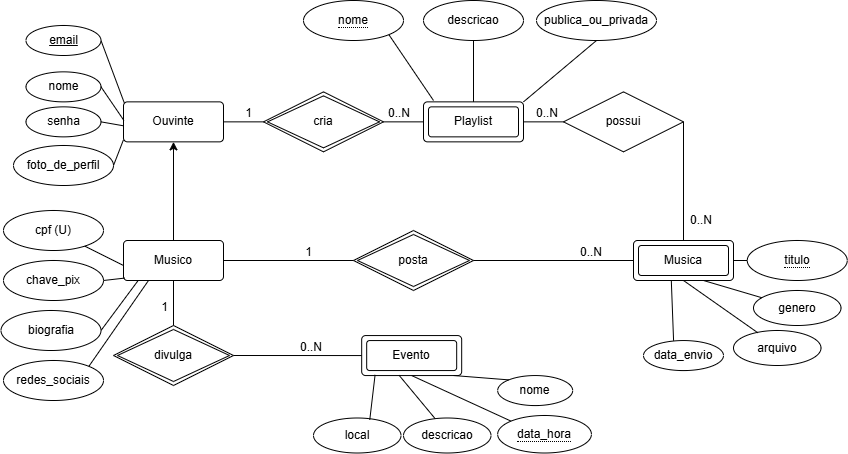 nome
descricao
publica_ou_privada
email
nome
senha
foto_de_perfil
Ouvinte
1
cria
0..N
Playlist
0..N
possui
0..N
cpf (U)
chave_pix
biografia
redes_sociais
Musico
1
posta
0..N
Musica
titulo
genero
arquivo
data_envio
1
divulga
0..N
Evento
nome
local
descricao
data_hora